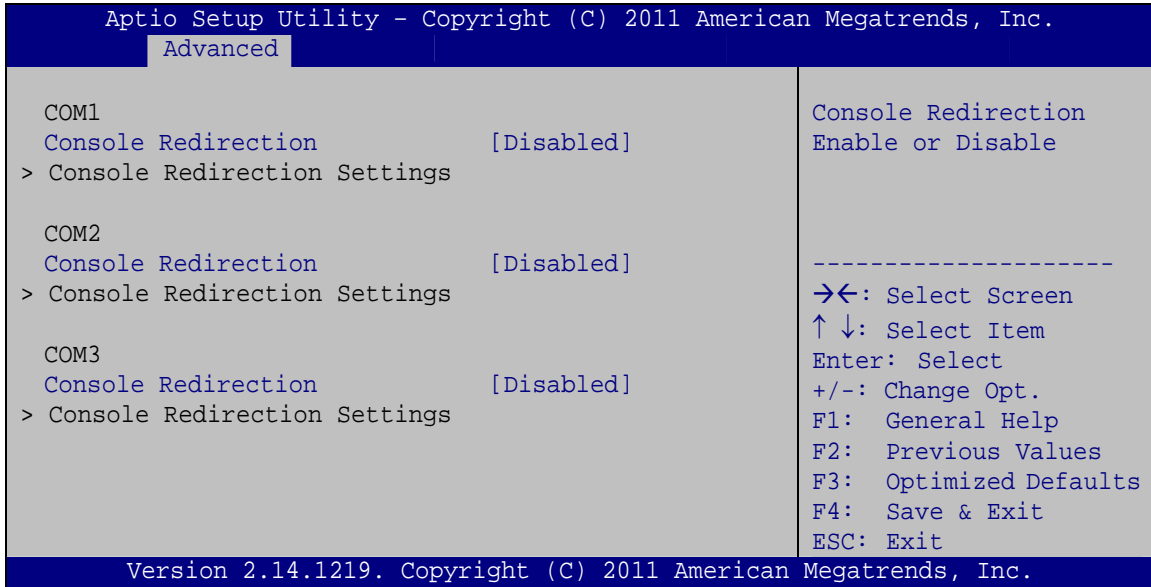 Aptio Setup Utility – Copyright (C) 2011 American Megatrends, Inc.
Advanced
COM1
Console Redirection [Disabled]
> Console Redirection Settings
COM2
Console Redirection [Disabled]
> Console Redirection Settings
COM3
Console Redirection [Disabled]
> Console Redirection Settings
Console Redirection
Enable or Disable
---------------------
→←: Select Screen
↑ ↓: Select Item
Enter: Select
+/-: Change Opt.
F1: General Help
F2: Previous Values
F3: Optimized Defaults
F4: Save & Exit
ESC: Exit
Version 2.14.1219. Copyright (C) 2011 American Megatrends, Inc.